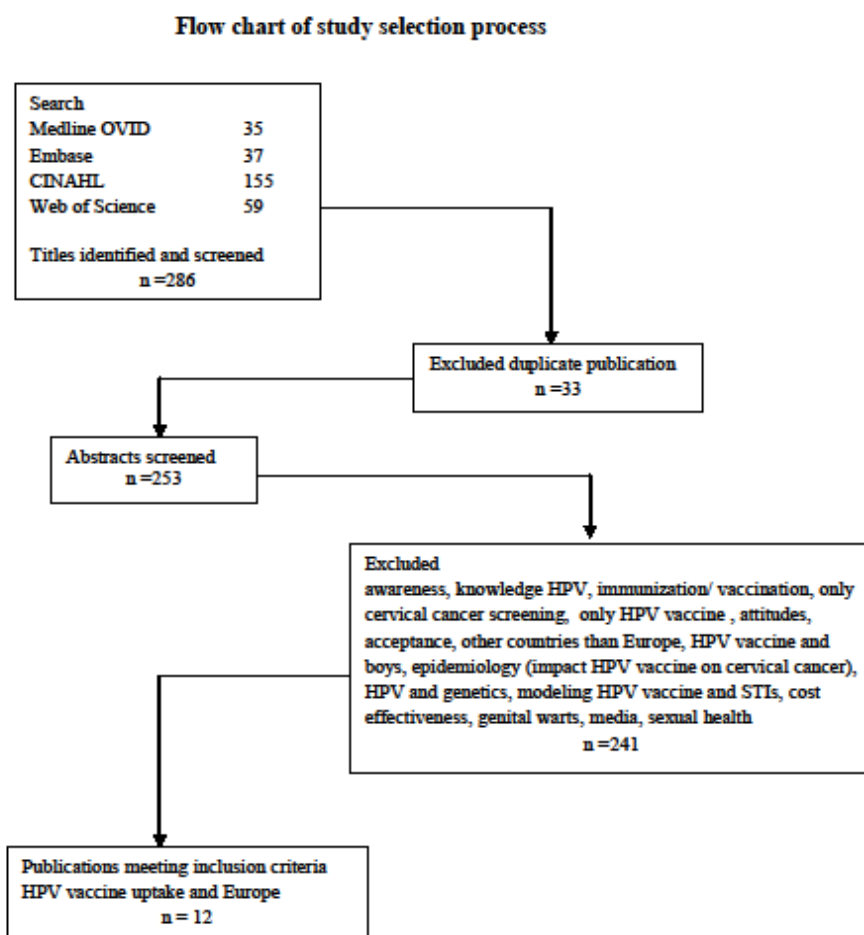 Flow chart of study selection process
Search
Medline OVID 35
Embase 37
CINAHL 155
Web of Science 59
Titles identified and screened
n =286
Excluded duplicate publication
n =33
Abstracts screened
n =253
Excluded
awareness, knowledge HPV, immunization/ vaccination, only
cervical cancer screening, only HPV vaccine , attitudes,
acceptance, other countries than Europe, HPV vaccine and
boys, epidemiology (impact HPV vaccine on cervical cancer),
HPV and genetics, modeling HPV vaccine and STIs, cost
effectiveness, genital warts, media, sexual health
n =241
Publications meeting inclusion criteria
HPV vaccine uptake and Europe
n = 12